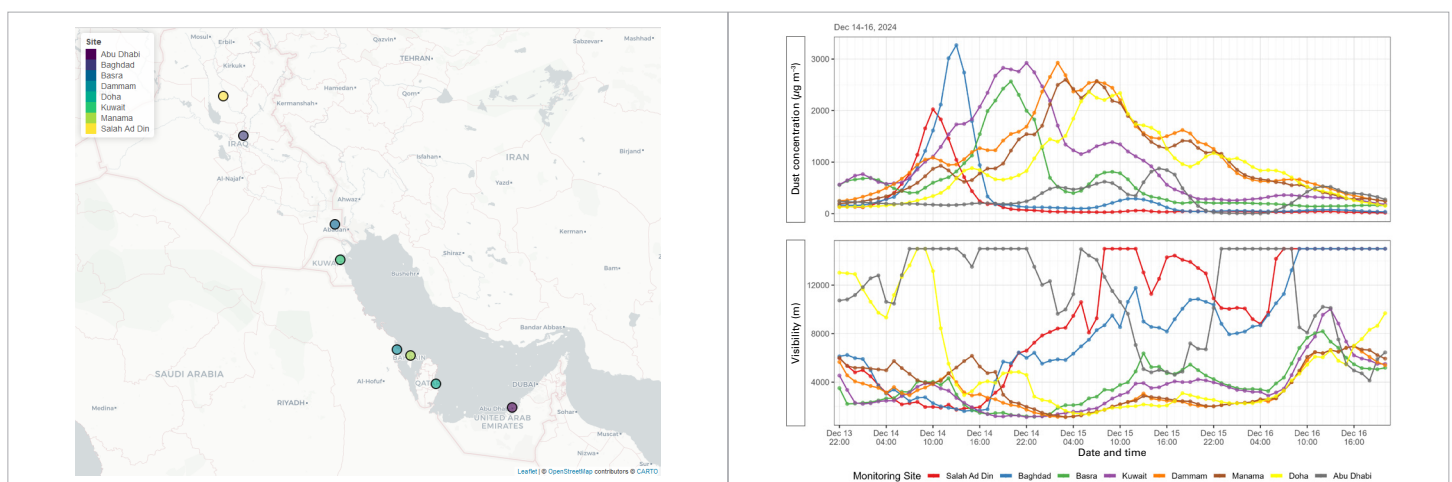 Site
Abu Dhabi
Baghdad
Basra
Dammam
Doha
Kuwait
Manama
Salah Ad Din
Mosul
Erbil
Kirkuk
Qazvin
TEHRAN
Sabzevar
Mashhad
Hamedan
Kermanshah
Qom
IRAQ
Isfahan
IRAN
Birjand
Al-Najaf
Yazd
Ahwaz
Abadan
Kerman
KUWA
Shiraz
Bushehr
Bam
Bandar Abbas
SAUDI ARABIA
Al-Hofuf
QAT
DUBAI
RIYADH
Medina
Abu Dha
Sohar
UNITED ARAB
EMIRATES
Muscat
Nizwa
Sur
Leaflet | © OpenStreetMap contributors © CARTO
Dec 14-16, 2024
Dust concentration (µg m⁻³)
3000
2000
1000
0
Visibility (m)
12000
8000
4000
Dec 13 Dec 14 Dec 14 Dec 14 Dec 14 Dec 15 Dec 15 Dec 15 Dec 15 Dec 16 Dec 16 Dec 16
22:00 04:00 10:00 16:00 22:00 04:00 10:00 16:00 22:00 04:00 10:00 16:00
Date and time
Monitoring Site Salah Ad Din Baghdad Basra Kuwait Dammam Manama Doha Abu Dhabi